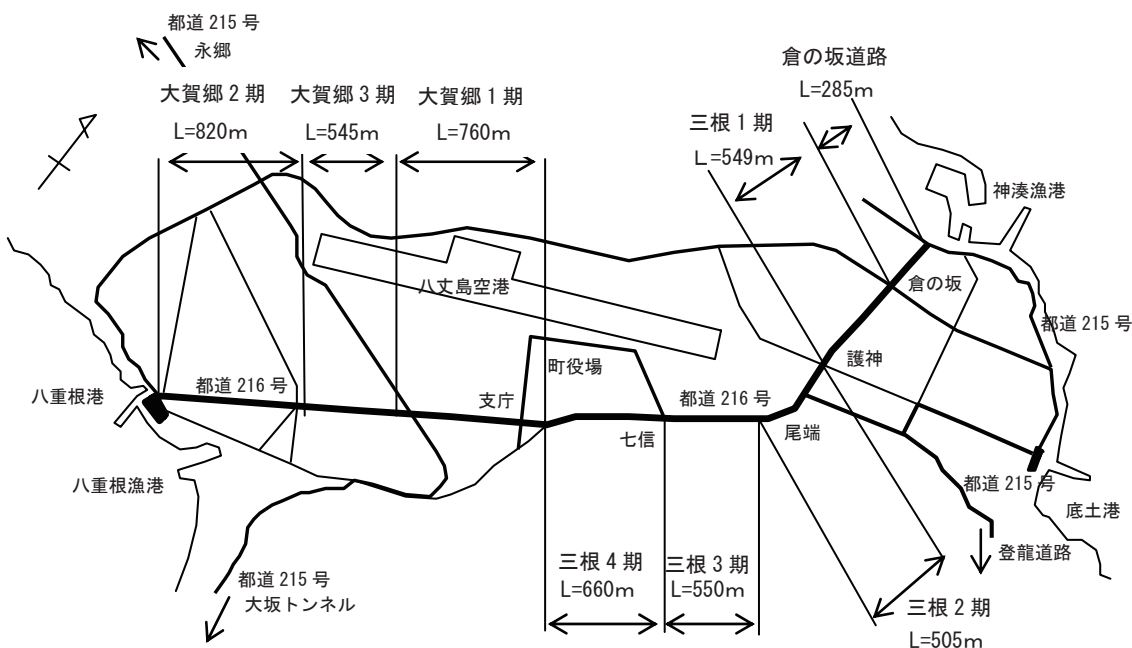 都道 215 号
永郷
大賀郷 2 期
L=820m
大賀郷 3 期
L=545m
大賀郷 1 期
L=760m
倉の坂道路
L=285m
三根 1 期
L=549m
神湊漁港
八丈島空港
倉の坂
都道 215 号
護神
町役場
都道 216 号
支庁
都道 216 号
八重根港
七信
尾端
八重根漁港
都道 215 号
底土港
登龍道路
三根 4 期
L=660m
三根 3 期
L=550m
都道 215 号
大坂トンネル
三根 2 期
L=505m